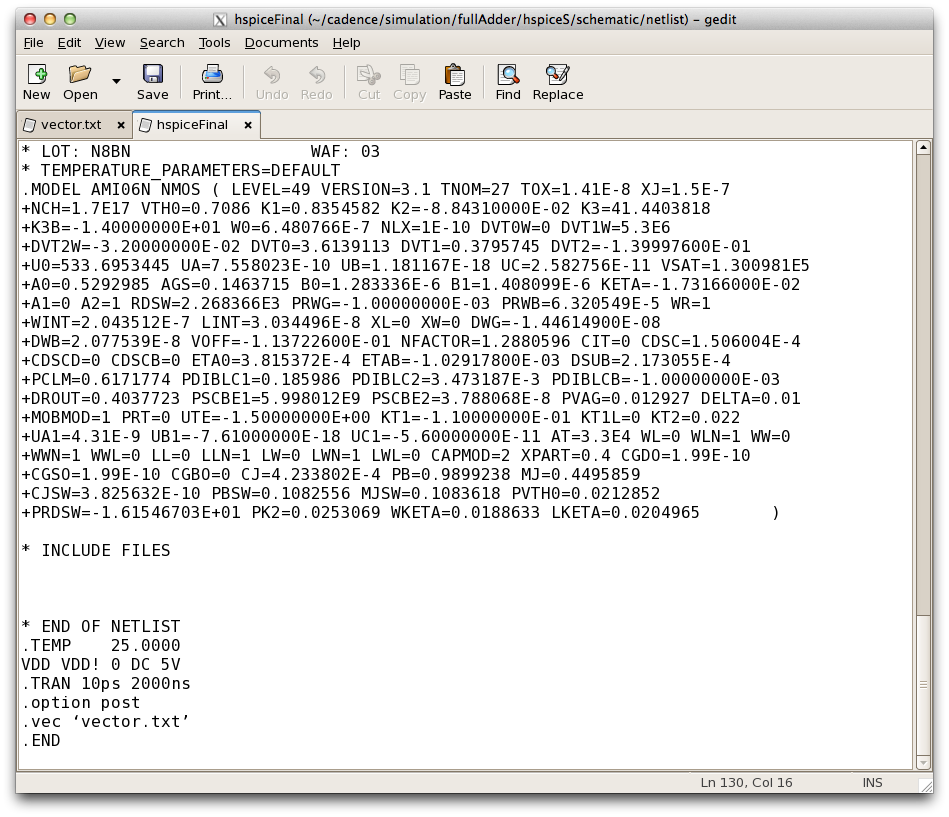 hspiceFinal (~/cadence/simulation/fullAdder/hspiceS/schematic/netlist) – gedit
File Edit View Search Tools Documents Help
New Open Save Print... Undo Redo Cut Copy Paste Find Replace
vector.txt × hspiceFinal ×
* LOT: N8BN                  WAF: 03
* TEMPERATURE_PARAMETERS=DEFAULT
.MODEL AMI06N NMOS ( LEVEL=49 VERSION=3.1 TNOM=27 TOX=1.41E-8 XJ=1.5E-7
+NCH=1.7E17 VTH0=0.7086 K1=0.8354582 K2=-8.84310000E-02 K3=41.4403818
+K3B=-1.40000000E+01 W0=6.480766E-7 NLX=1E-10 DVT0W=0 DVT1W=5.3E6
+DVT2W=-3.20000000E-02 DVT0=3.6139113 DVT1=0.3795745 DVT2=-1.39997600E-01
+U0=533.6953445 UA=7.558023E-10 UB=1.181167E-18 UC=2.582756E-11 VSAT=1.300981E5
+A0=0.5292985 AGS=0.1463715 B0=1.283336E-6 B1=1.408099E-6 KETA=-1.73166000E-02
+A1=0 A2=1 RDSW=2.268366E3 PRWG=-1.00000000E-03 PRWB=6.320549E-5 WR=1
+WINT=2.043512E-7 LINT=3.034496E-8 XL=0 XW=0 DWG=-1.44614900E-08
+DWB=2.077539E-8 VOFF=-1.13722600E-01 NFACTOR=1.2880596 CIT=0 CDSC=1.506004E-4
+CDSCD=0 CDSCB=0 ETA0=3.815372E-4 ETAB=-1.02917800E-03 DSUB=2.173055E-4
+PCLM=0.6171774 PDIBLC1=0.185986 PDIBLC2=3.473187E-3 PDIBLCB=-1.00000000E-03
+DROUT=0.4037723 PSCBE1=5.998012E9 PSCBE2=3.788068E-8 PVAG=0.012927 DELTA=0.01
+MOBMOD=1 PRT=0 UTE=-1.50000000E+00 KT1=-1.10000000E-01 KT1L=0 KT2=0.022
+UA1=4.31E-9 UB1=-7.61000000E-18 UC1=-5.60000000E-11 AT=3.3E4 WL=0 WLN=1 WW=0
+WWN=1 WWL=0 LL=0 LLN=1 LW=0 LWN=1 LWL=0 CAPMOD=2 XPART=0.4 CGDO=1.99E-10
+CGSO=1.99E-10 CGBO=0 CJ=4.233802E-4 PB=0.9899238 MJ=0.4495859
+CJSW=3.825632E-10 PBSW=0.1082556 MJSW=0.1083618 PVTH0=0.0212852
+PRDSW=-1.61546703E+01 PK2=0.0253069 WKETA=0.0188633 LKETA=0.0204965       )
* INCLUDE FILES
* END OF NETLIST
.TEMP    25.0000
VDD VDD! 0 DC 5V
.TRAN 10ps 2000ns
.option post
.vec ‘vector.txt’
.END
Ln 130, Col 16 INS